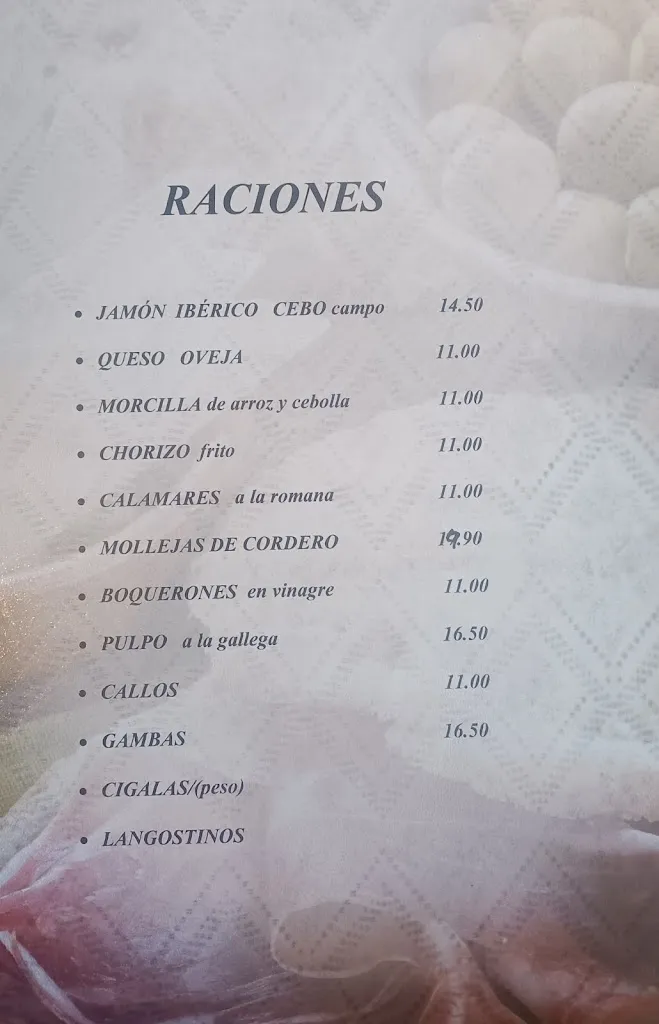 RACIONES
• JAMÓN IBÉRICO CEBO campo 14.50
• QUESO OVEJA 11.00
• MORCILLA de arroz y cebolla 11.00
• CHORIZO frito 11.00
• CALAMARES a la romana 11.00
• MOLLEJAS DE CORDERO 19.90
• BOQUERONES en vinagre 11.00
• PULPO a la gallega 16.50
• CALLOS 11.00
• GAMBAS 16.50
• CIGALAS/(peso)
• LANGOSTINOS